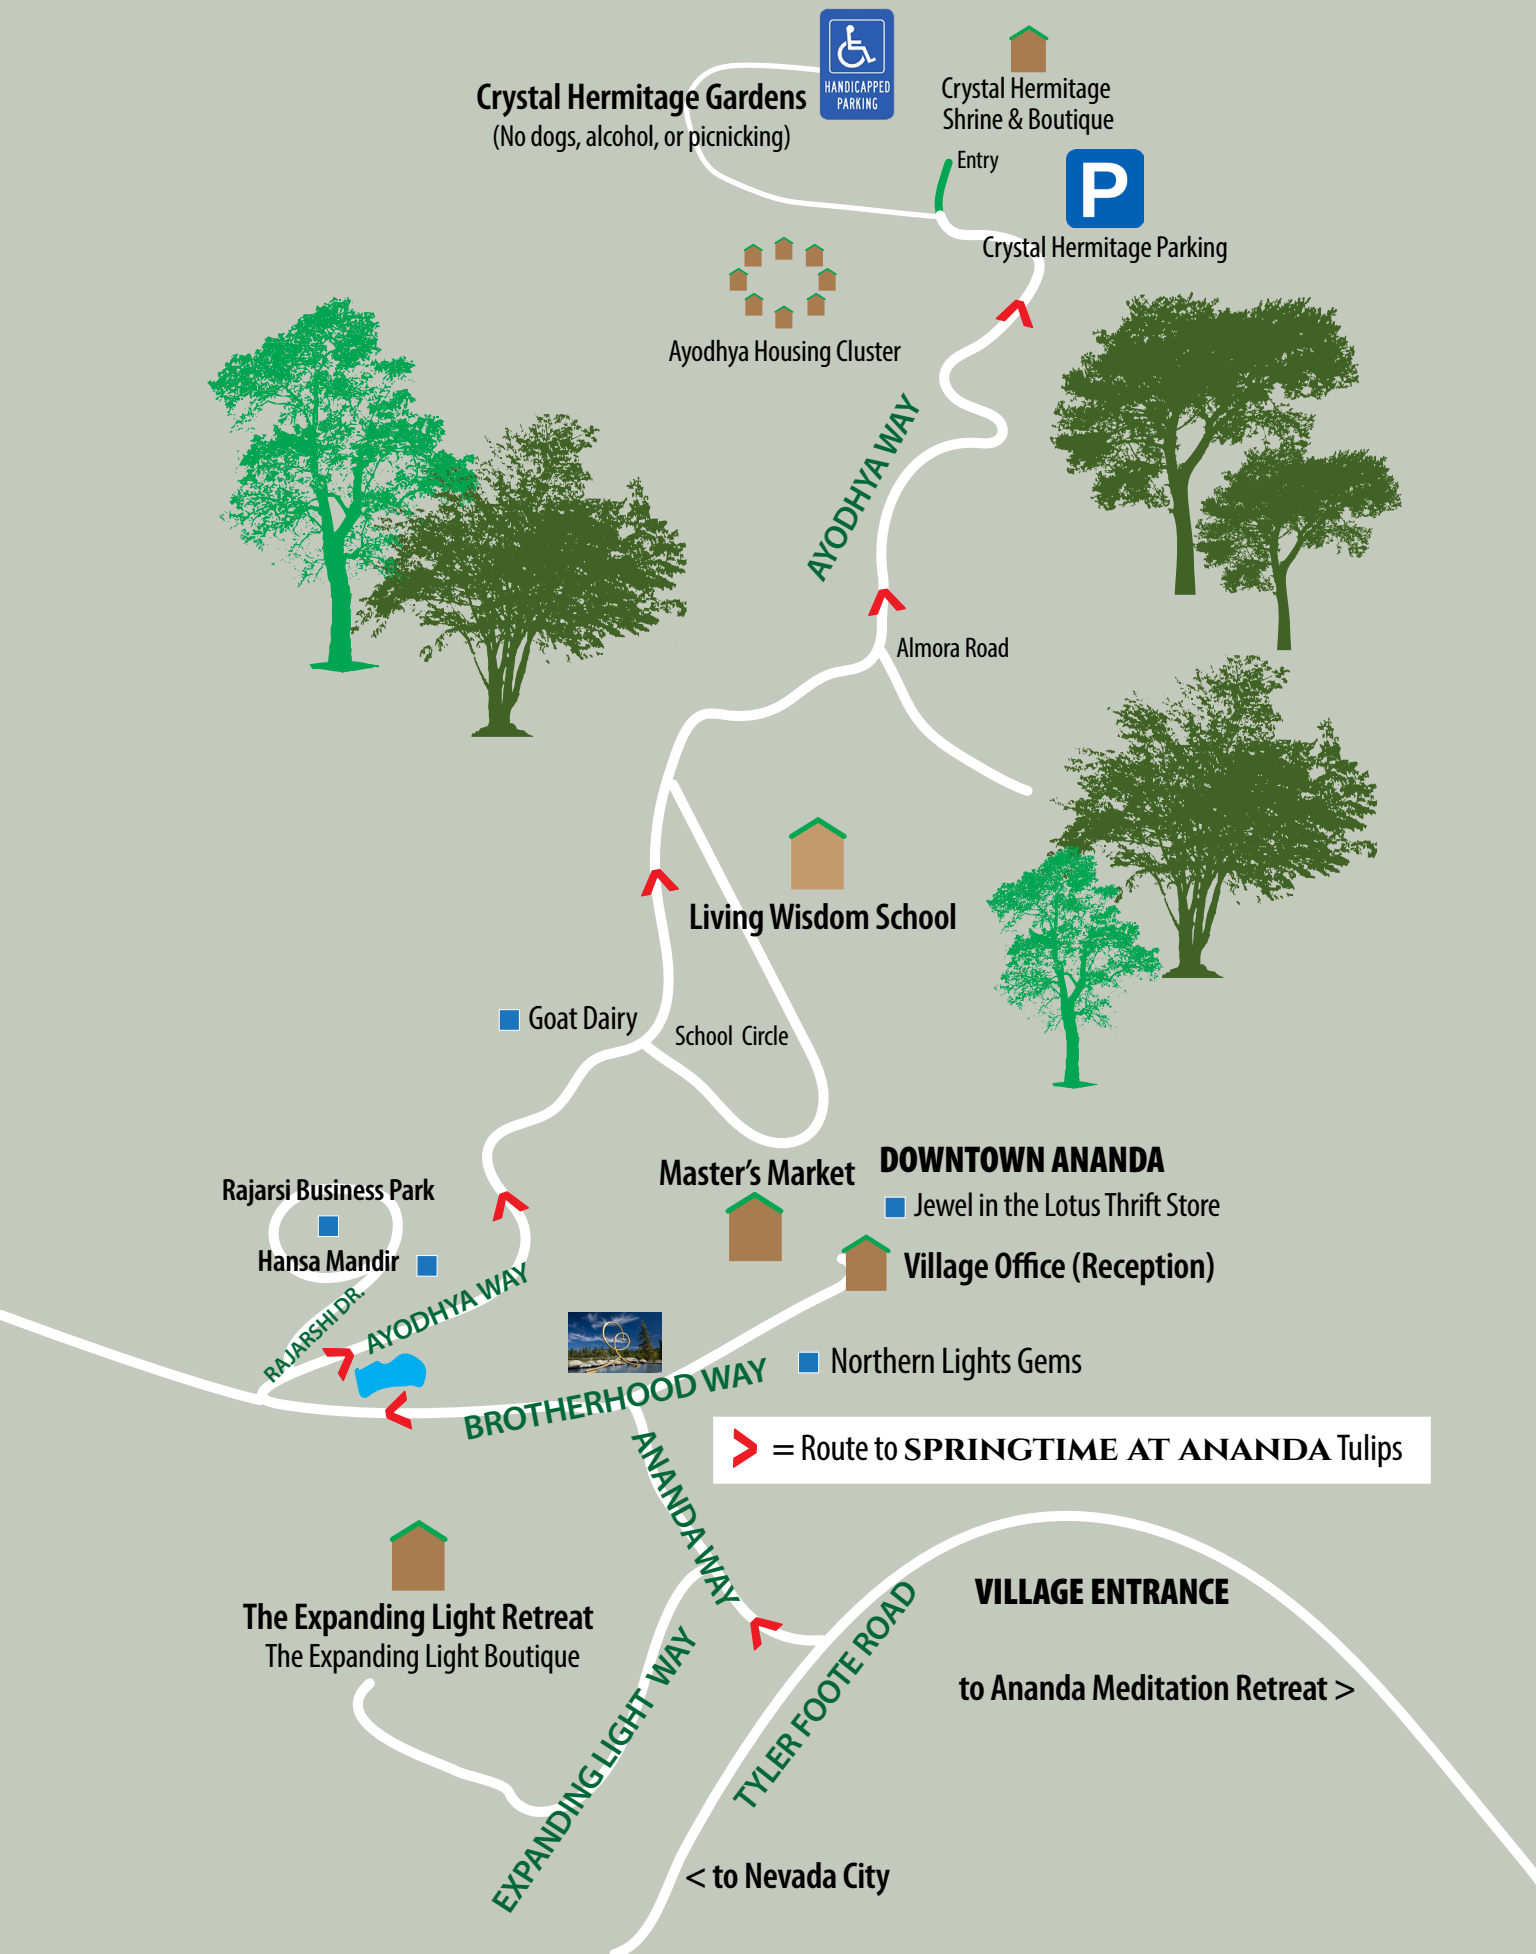 HANDICAPPED
PARKING
Crystal Hermitage Gardens
(No dogs, alcohol, or picnicking)
Crystal Hermitage
Shrine & Boutique
Entry
P
Crystal Hermitage Parking
Ayodhya Housing Cluster
AYODHYA WAY
Almora Road
Living Wisdom School
Goat Dairy
School Circle
Master's Market
DOWNTOWN ANANDA
Jewel in the Lotus Thrift Store
Village Office (Reception)
Rajarsi Business Park
Hansa Mandir
RAJARSHI DR.
AYODHYA WAY
Northern Lights Gems
BROTHERHOOD WAY
> = Route to SPRINGTIME AT ANANDA Tulips
ANANDA WAY
The Expanding Light Retreat
The Expanding Light Boutique
VILLAGE ENTRANCE
EXPANDING LIGHT WAY
TYLER FOOTE ROAD
to Ananda Meditation Retreat >
< to Nevada City